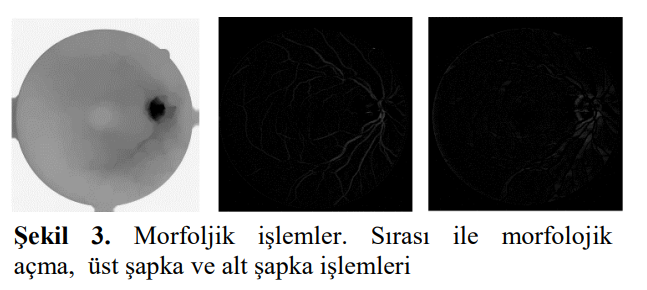 Şekil 3. Morfoljik işlemler. Sırası ile morfolojik
açma, üst şapka ve alt şapka işlemleri